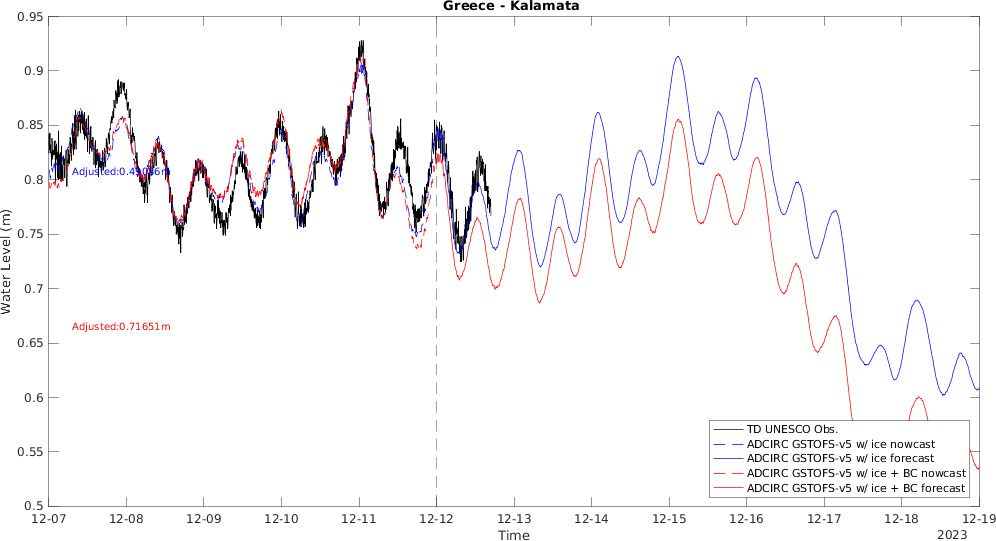 Greece - Kalamata
0.95
0.9
0.85
0.8
0.75
0.7
0.65
0.6
0.55
0.5
Water Level (m)
Adjusted:0.71651m
TD UNESCO Obs.
ADCIRC GSTOFS-v5 w/ ice nowcast
ADCIRC GSTOFS-v5 w/ ice forecast
ADCIRC GSTOFS-v5 w/ ice + BC nowcast
ADCIRC GSTOFS-v5 w/ ice + BC forecast
12-07 12-08 12-09 12-10 12-11 12-12 12-13 12-14 12-15 12-16 12-17 12-18 12-19
Time
2023